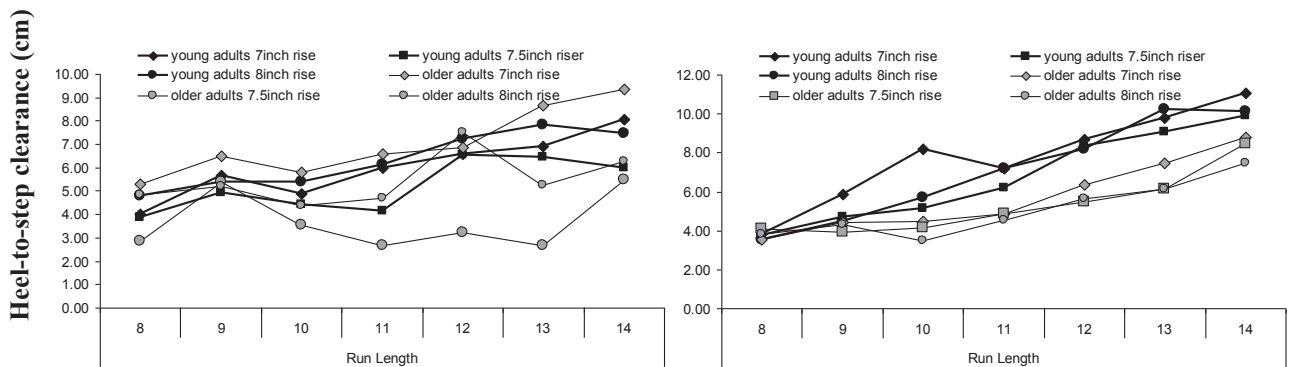 Heel-to-step clearance (cm)
young adults 7inch rise
young adults 7.5inch riser
young adults 8inch rise
older adults 7inch rise
older adults 7.5inch rise
older adults 8inch rise
10.00
9.00
8.00
7.00
6.00
5.00
4.00
3.00
2.00
1.00
0.00
8 9 10 11 12 13 14
Run Length
young adults 7inch rise
young adults 7.5inch rise
young adults 8inch rise
older adults 7inch rise
older adults 7.5inch rise
older adults 8inch rise
12.00
10.00
8.00
6.00
4.00
2.00
0.00
8 9 10 11 12 13 14
Run Length